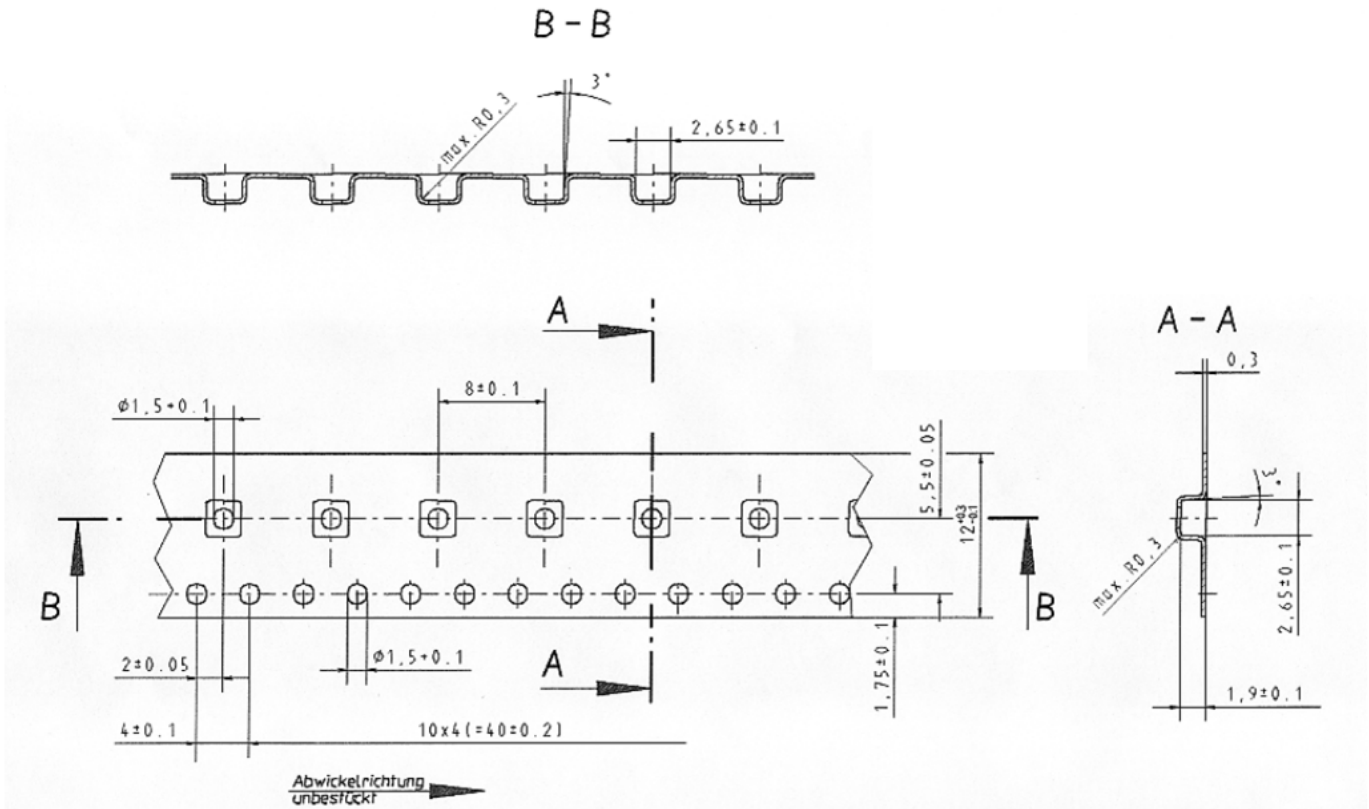 B - B
3°
max. R0,3
2,65±0.1
A
A - A
0,3
8±0.1
Ø1,5+0.1
5,5±0.05
12+0.3-0.1
3°
B
B
max. R0,3
2,65±0.1
Ø1,5+0.1
A
2±0.05
1,75±0.1
1,9±0.1
4±0.1
10x4(=40±0.2)
Abwickelrichtung
unbestückt